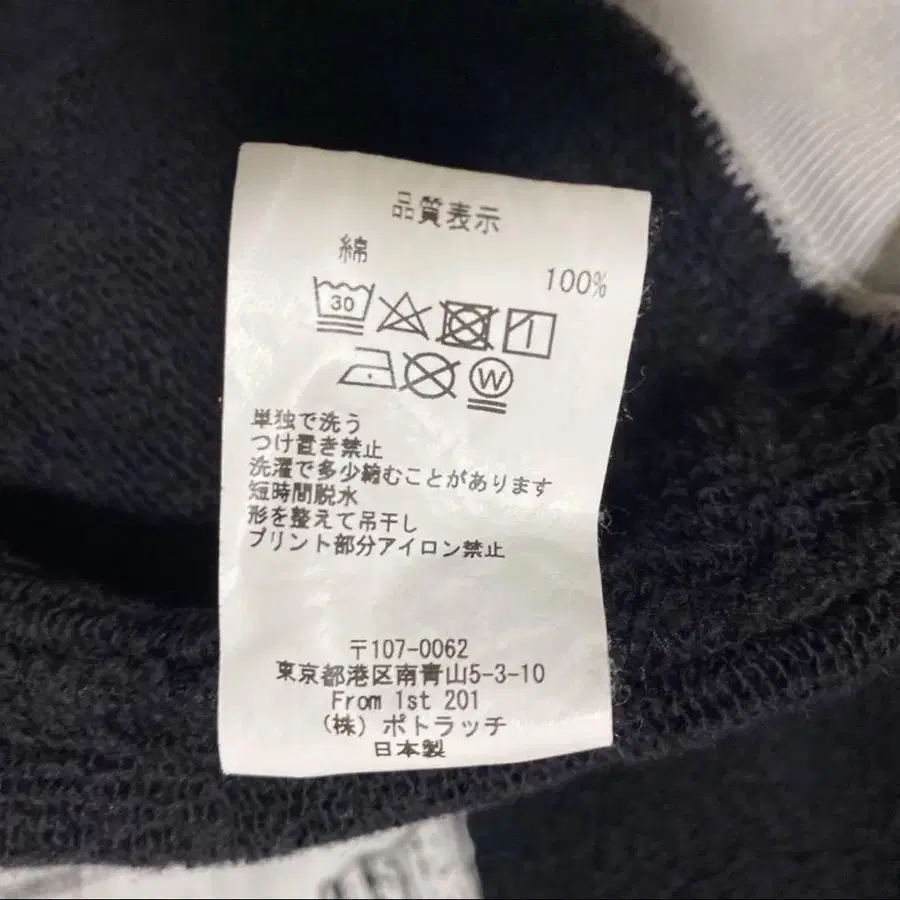 品質表示
綿 100%
30
W
単独で洗う
つけ置き禁止
洗濯で多少縮むことがあります
短時間脱水
形を整えて吊干し
プリント部分アイロン禁止
〒107-0062
東京都港区南青山5-3-10
From 1st 201
(株) ポトラッチ
日本製